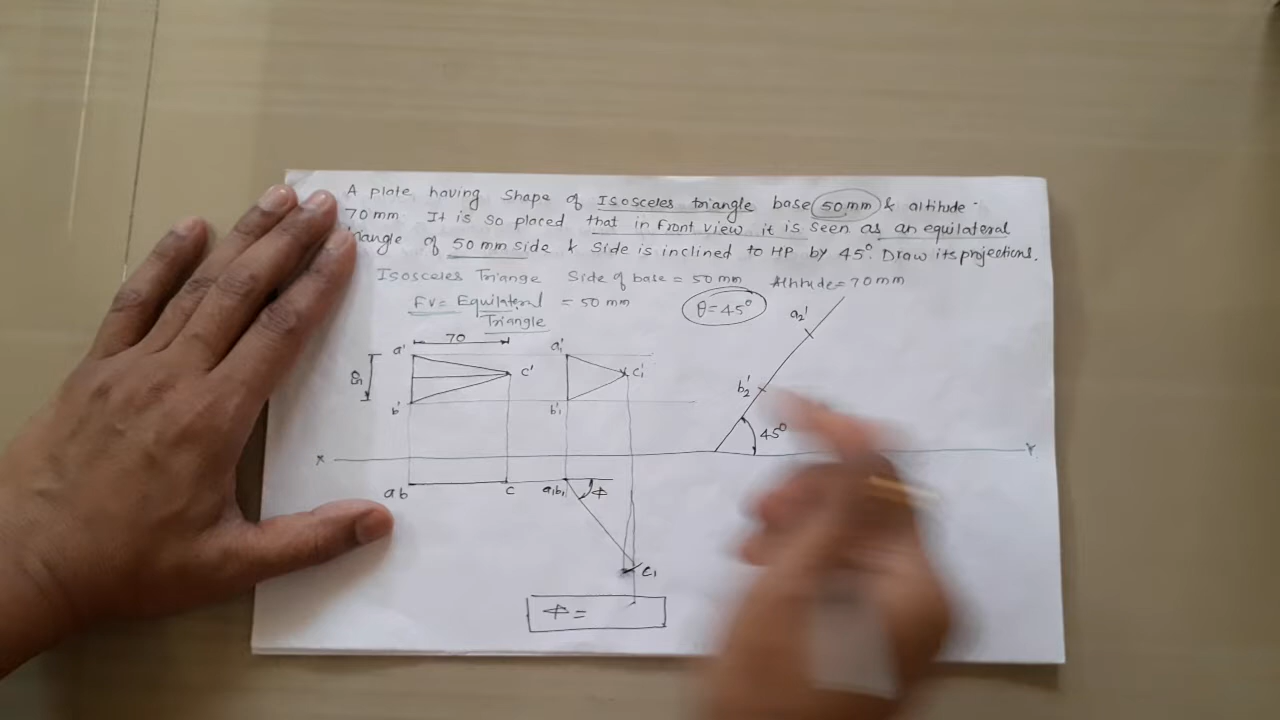 A plate having Shape of Isosceles triangle base 50mm & altitude
70mm. It is so placed that in front view it is seen as an equilateral
iangle of 50mm side & Side is inclined to HP by 45°. Draw its projections.
Isosceles Triange Side of base = 50mm Altitude = 70mm
FV = Equilateral = 50mm
Triangle
θ = 45°
a2'
70
a' a1'
c' c1'
50
b2'
b' b1'
45°
X Y
ab c a1b1 Φ
c1
Φ =